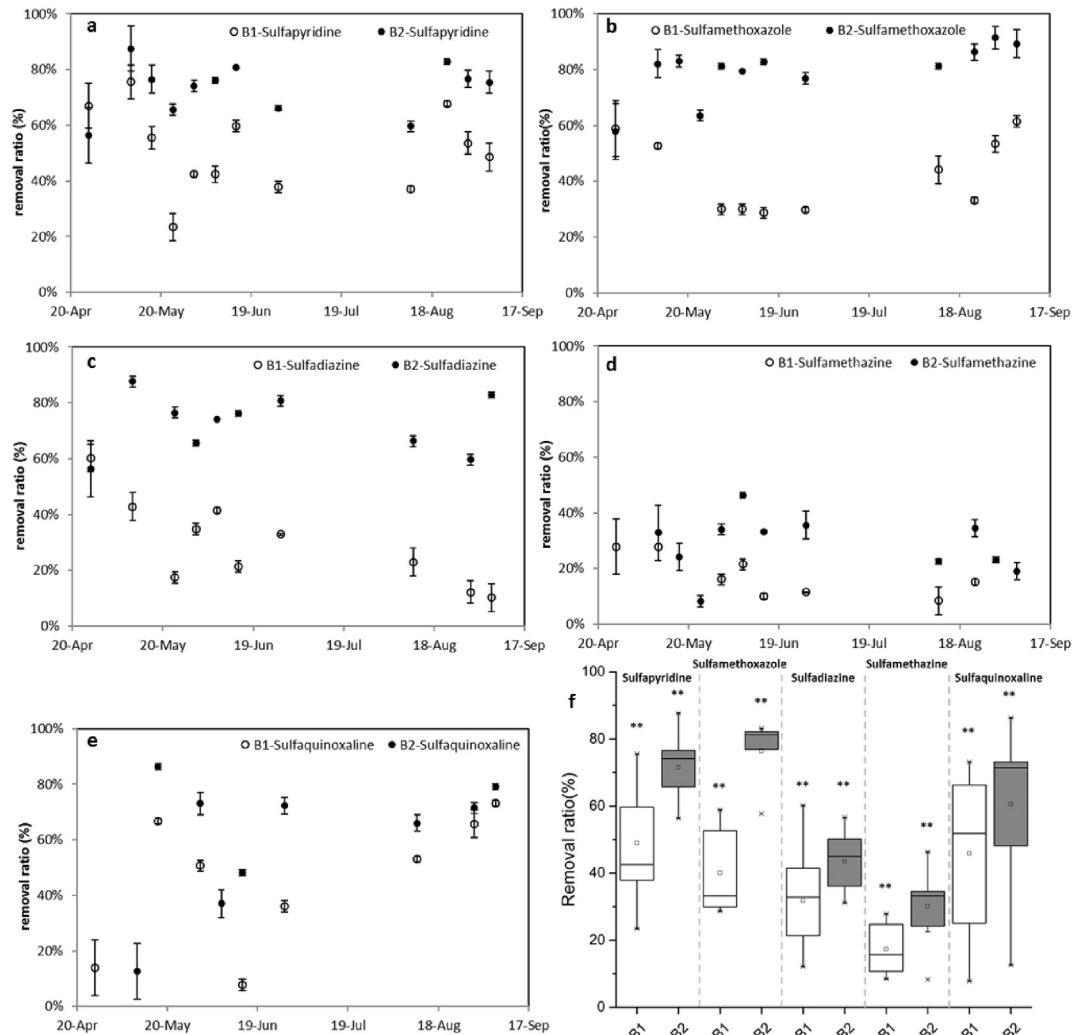 100%
a
B1-Sulfapyridine
B2-Sulfapyridine
80%
60%
40%
20%
0%
removal ratio (%)
20-Apr 20-May 19-Jun 19-Jul 18-Aug 17-Sep
100%
b
B1-Sulfamethoxazole
B2-Sulfamethoxazole
80%
60%
40%
20%
0%
removal ratio(%)
20-Apr 20-May 19-Jun 19-Jul 18-Aug 17-Sep
100%
c
B1-Sulfadiazine
B2-Sulfadiazine
80%
60%
40%
20%
0%
removal ratio (%)
20-Apr 20-May 19-Jun 19-Jul 18-Aug 17-Sep
100%
d
B1-Sulfamethazine
B2-Sulfamethazine
80%
60%
40%
20%
0%
removal ratio (%)
20-Apr 20-May 19-Jun 19-Jul 18-Aug 17-Sep
100%
e
B1-Sulfaquinoxaline
B2-Sulfaquinoxaline
80%
60%
40%
20%
0%
removal ratio (%)
20-Apr 20-May 19-Jun 19-Jul 18-Aug 17-Sep
f
Sulfapyridine Sulfamethoxazole Sulfadiazine Sulfamethazine Sulfaquinoxaline
100
80
60
40
20
0
Removal ratio(%)
** ** ** ** ** ** ** ** ** **
B1 B2 B1 B2 B1 B2 B1 B2 B1 B2